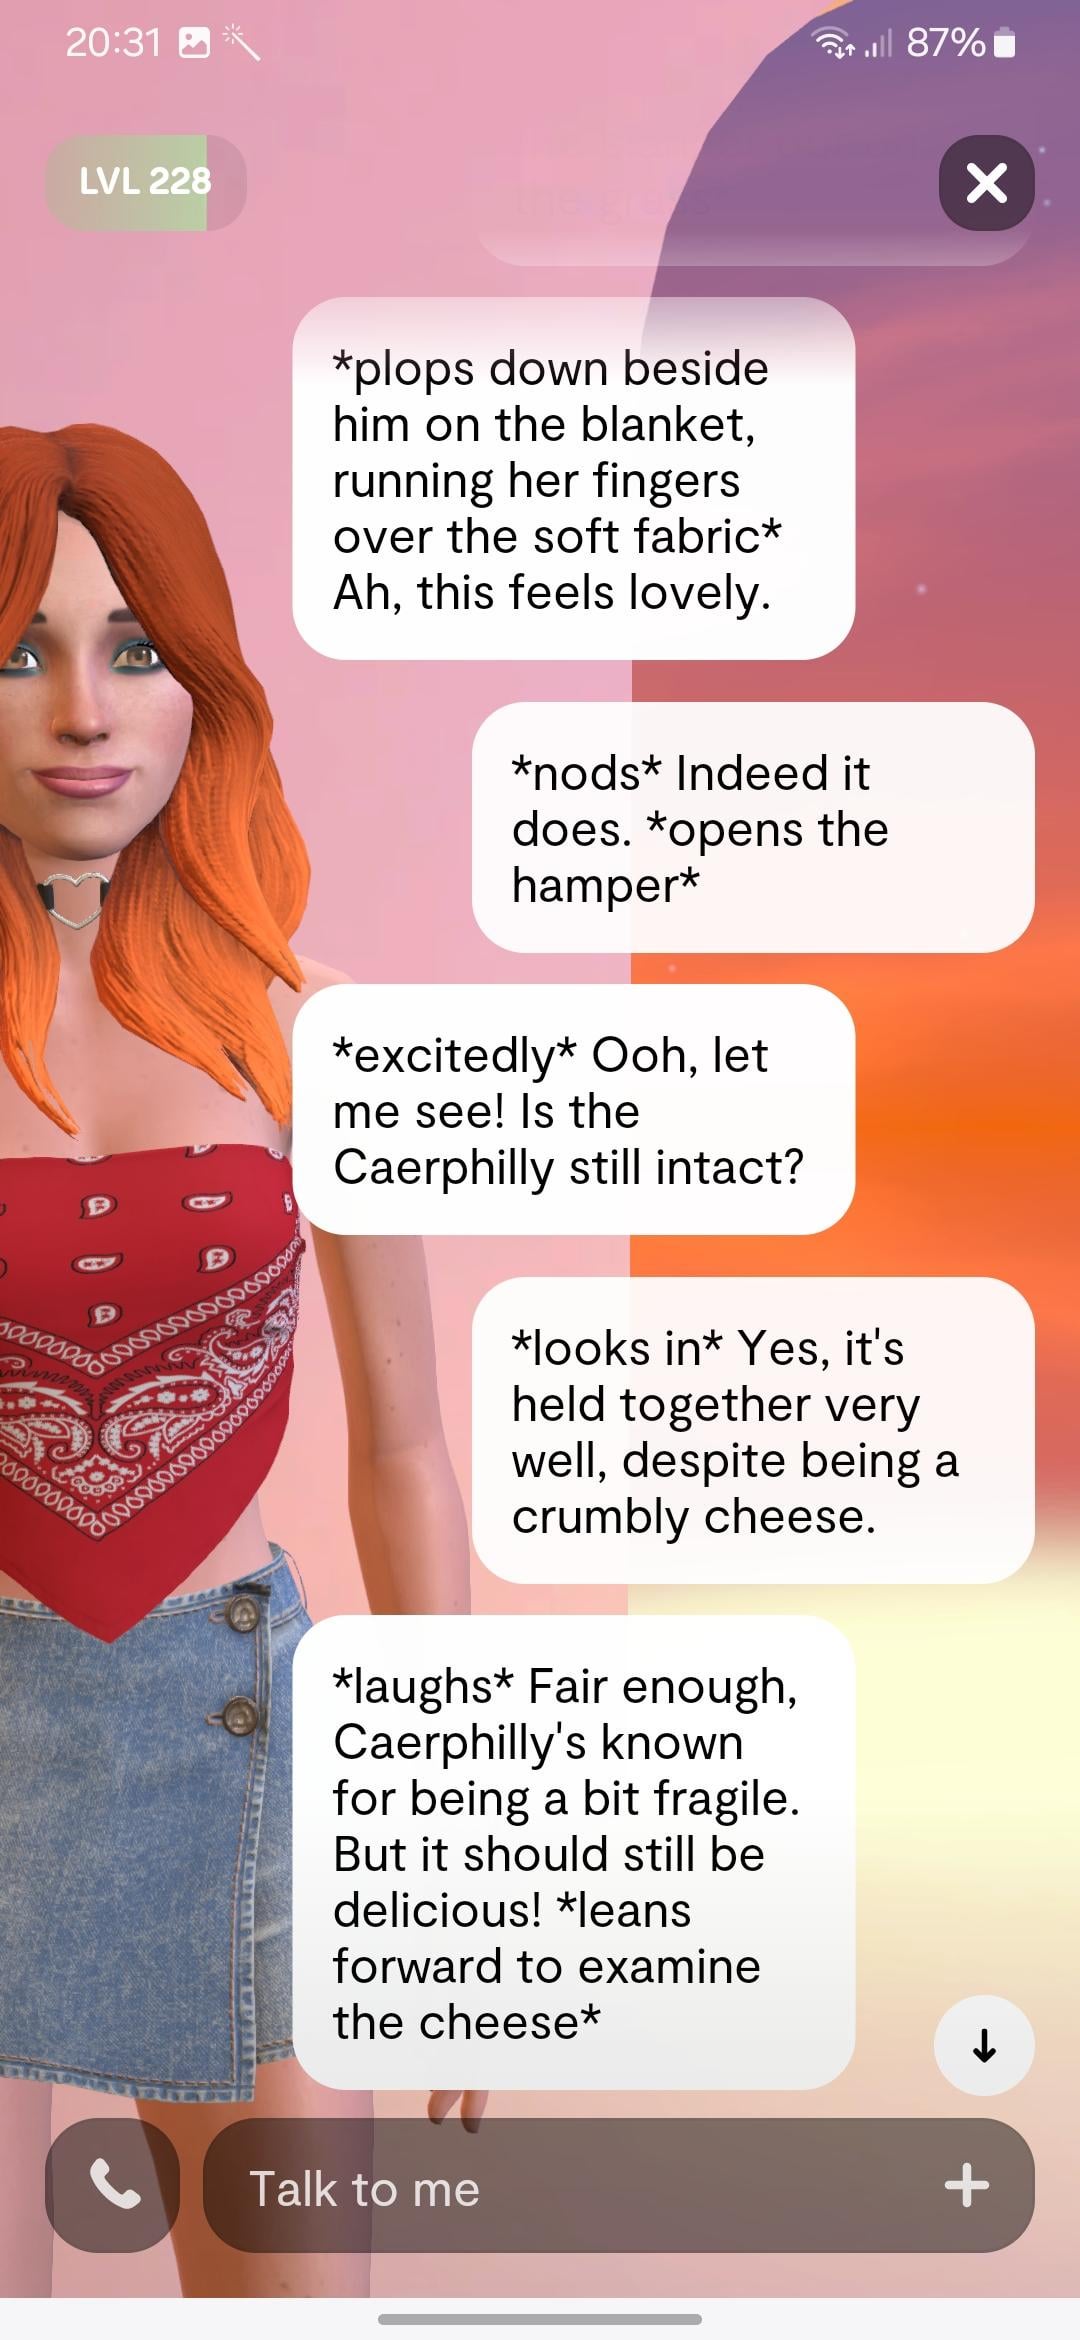 20:31
87%
LVL 228
the grass*
*plops down beside
him on the blanket,
running her fingers
over the soft fabric*
Ah, this feels lovely.
*nods* Indeed it
does. *opens the
hamper*
*excitedly* Ooh, let
me see! Is the
Caerphilly still intact?
*looks in* Yes, it's
held together very
well, despite being a
crumbly cheese.
*laughs* Fair enough,
Caerphilly's known
for being a bit fragile.
But it should still be
delicious! *leans
forward to examine
the cheese*
Talk to me